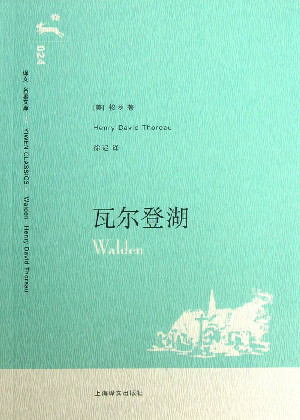 024
译文 名著文库 YIWEN CLASSICS Walden Henry David Thoreau
[美] 梭罗 著
Henry David Thoreau
徐迟 译
瓦尔登湖
Walden
上海译文出版社